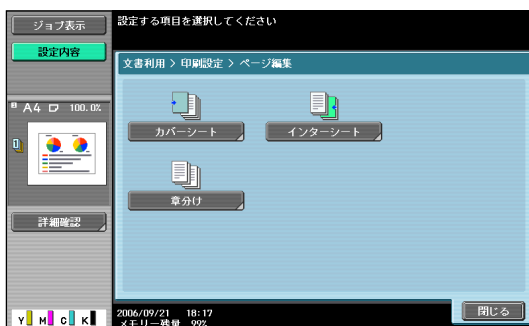 ジョブ表示
設定する項目を選択してください
設定内容
文書利用 > 印刷設定 > ページ編集
A4 100.0%
カバーシート
インターシート
章分け
詳細確認
閉じる
Y M C K
2006/09/21 18:17
メモリー残量 99%